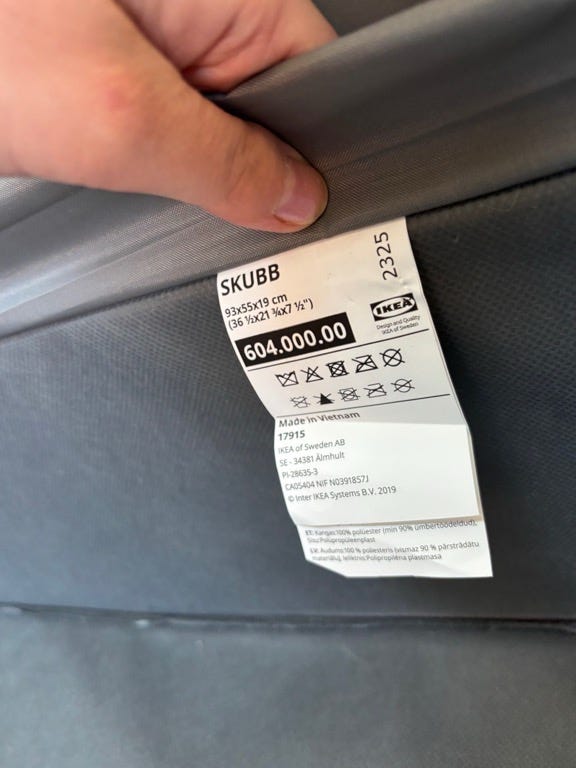 SKUBB
2325
93x55x19 cm
(36 ½x21 ¾x7 ½")
604.000.00
IKEA
Design and Quality
IKEA of Sweden
Made in Vietnam
17915
IKEA of Sweden AB
SE - 34381 Älmhult
PI-28635-3
CA05404 NIF N0391857J
© Inter IKEA Systems B.V. 2019
ET: Kangas:100% polüester (min 90% ümbertöödeldud),
Sisu:Polüpropüleenplast
LV: Audums:100 % poliesteris (vismaz 90 % pārstrādātu
materiālu), Ieliktnis:Polipropilēna plastmasa